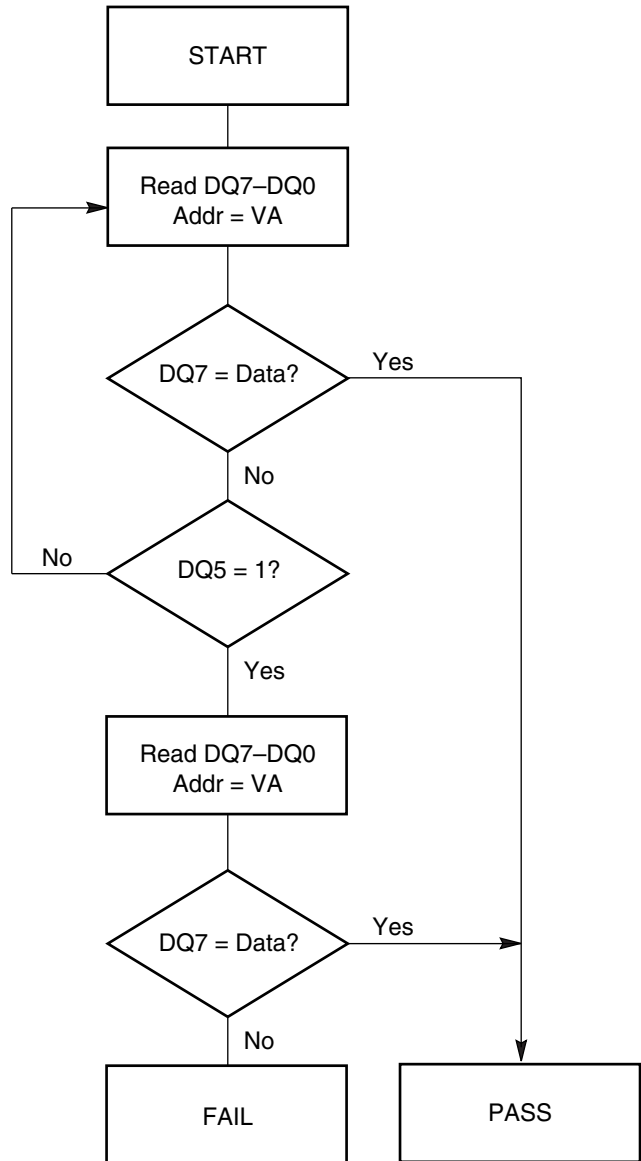 START
Read DQ7–DQ0
Addr = VA
DQ7 = Data?
Yes
No
DQ5 = 1?
No
Yes
Read DQ7–DQ0
Addr = VA
DQ7 = Data?
Yes
No
FAIL
PASS